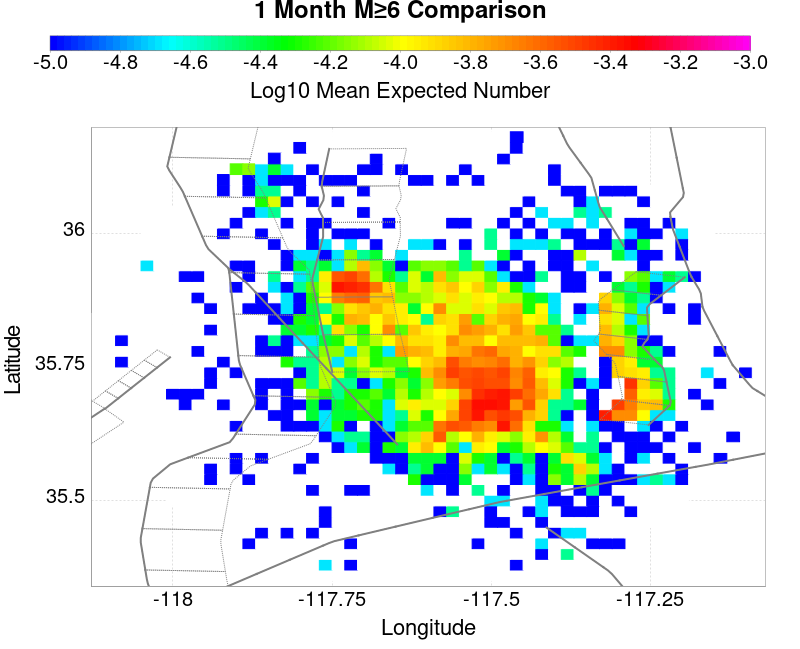 1 Month M≥6 Comparison
-5.0 -4.8 -4.6 -4.4 -4.2 -4.0 -3.8 -3.6 -3.4 -3.2 -3.0
Log10 Mean Expected Number
36
35.75
35.5
Latitude
-118 -117.75 -117.5 -117.25
Longitude